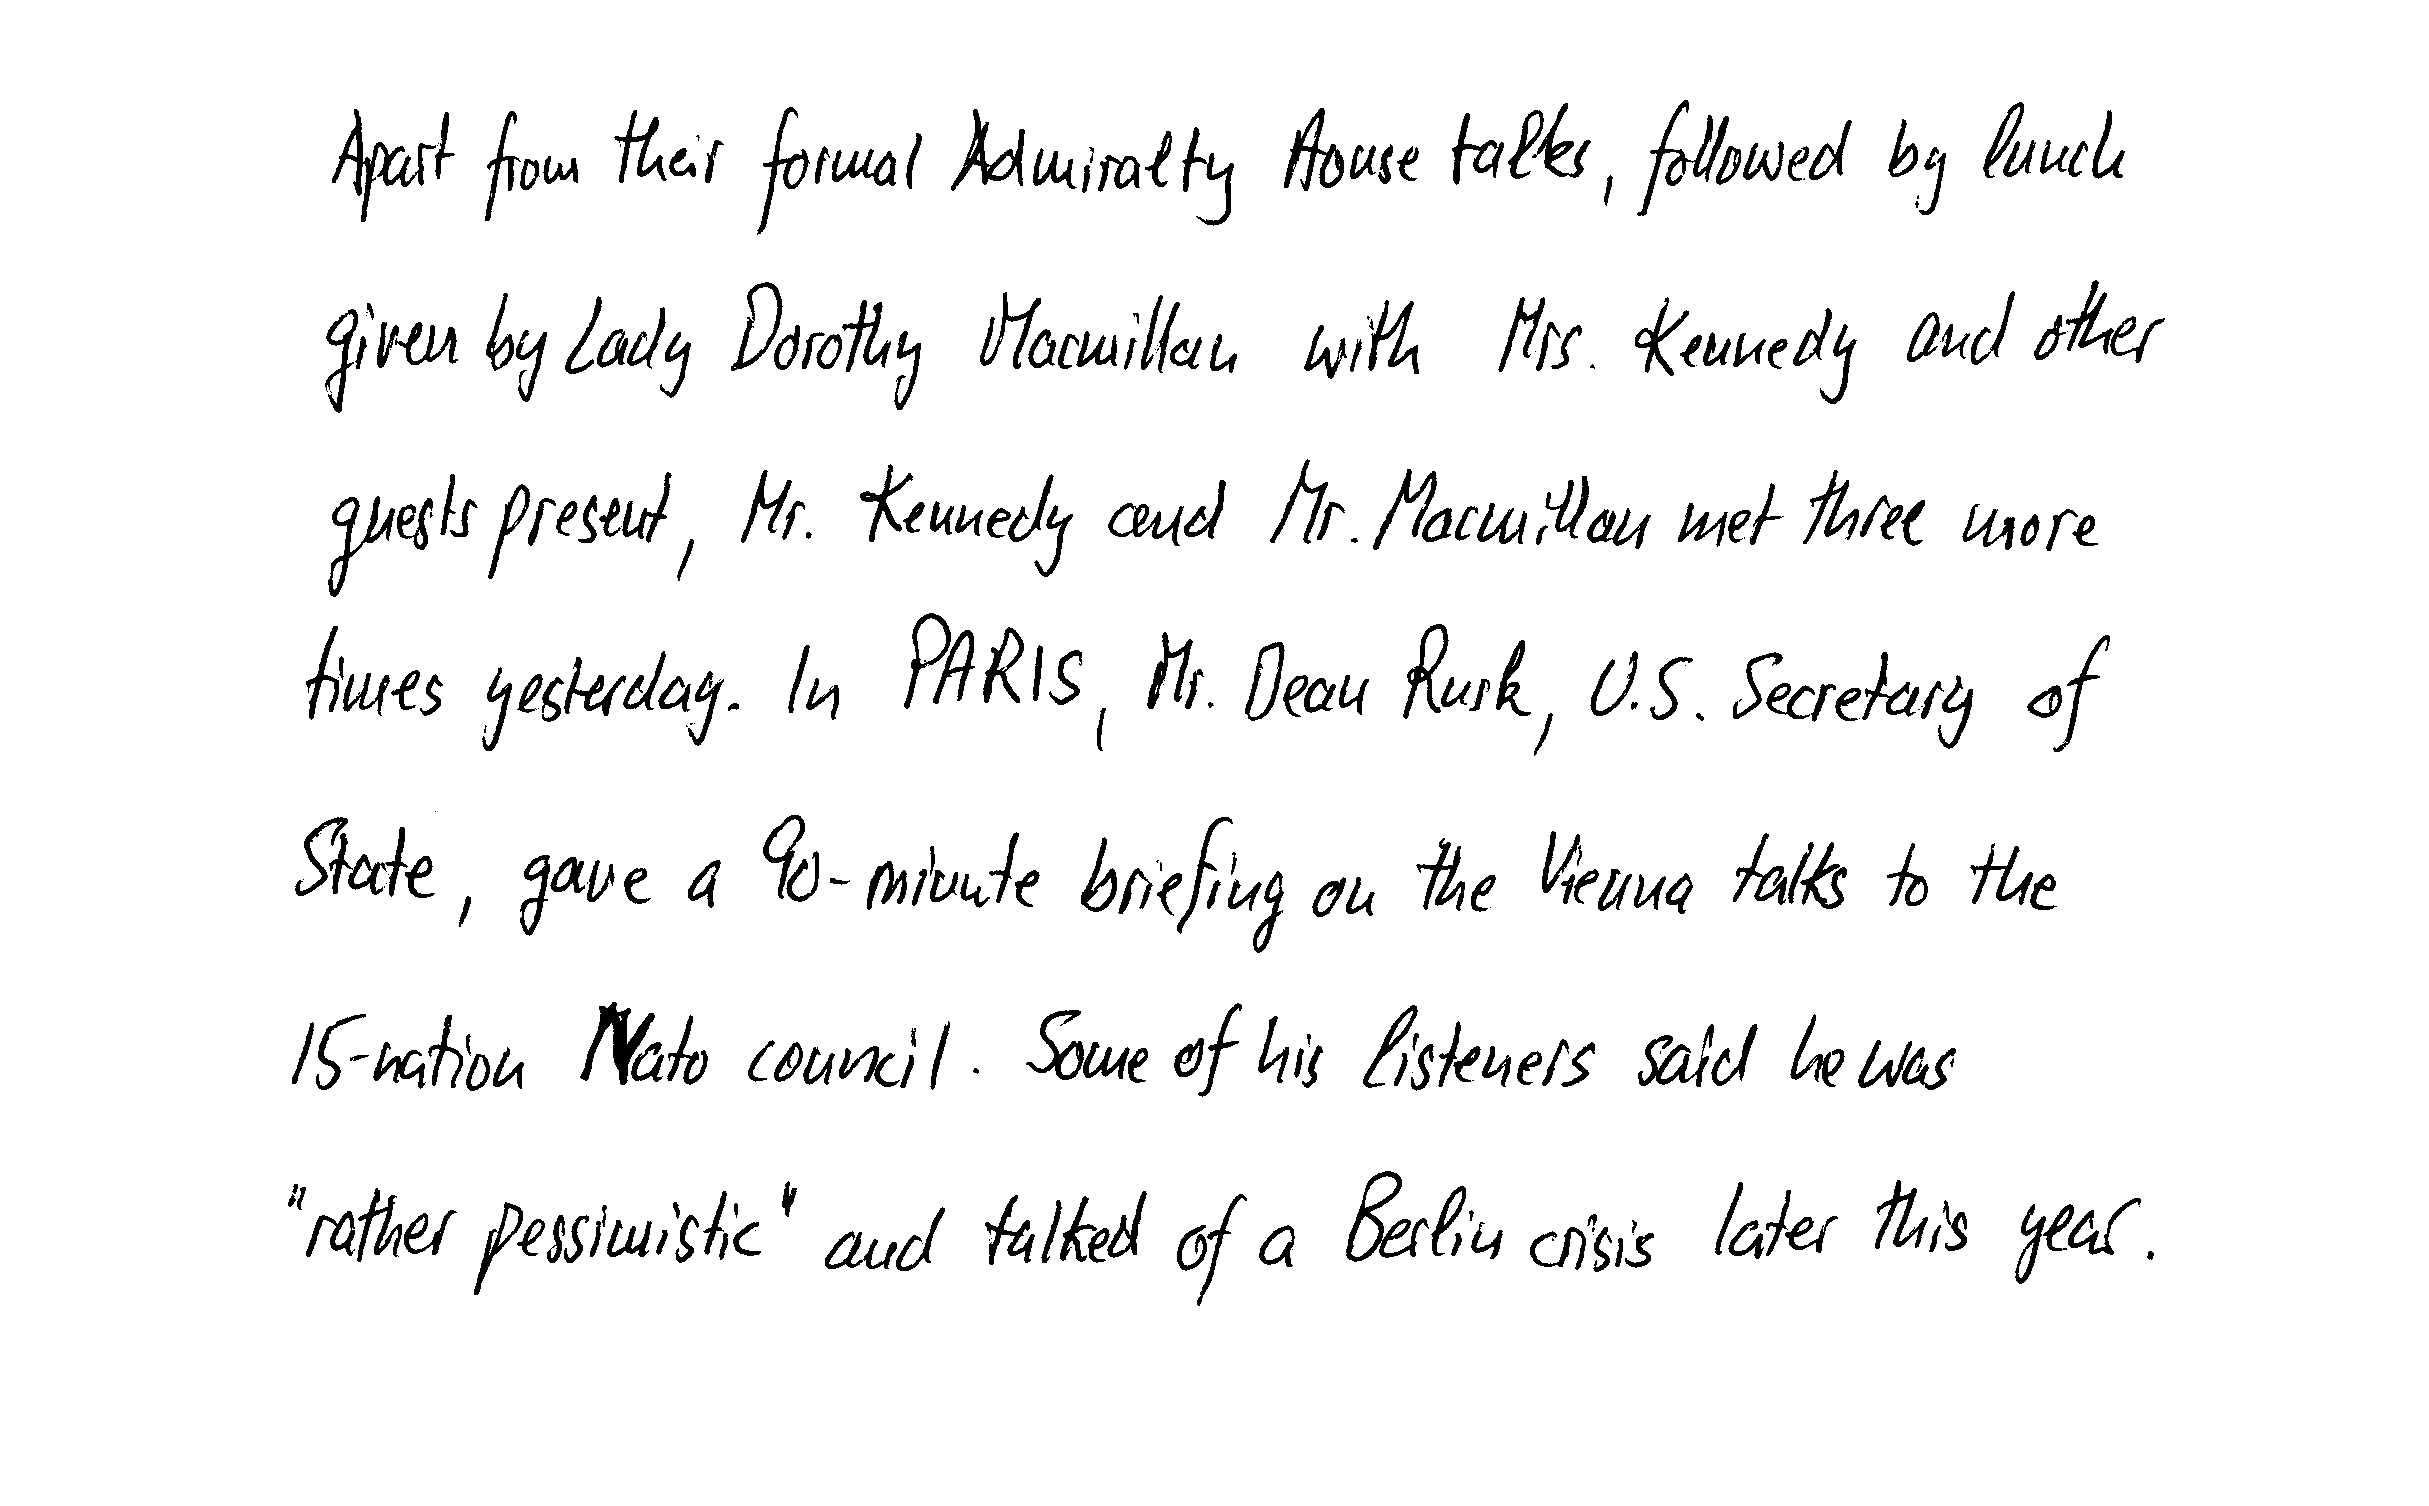 Apart from their formal Admiralty House talks, followed by lunch
given by Lady Dorothy Macmillan with Mrs. Kennedy and other
guests present, Mr. Kennedy and Mr. Macmillan met three more
times yesterday. In PARIS, Mr. Dean Rusk, U.S. Secretary of
State, gave a 90-minute briefing on the Vienna talks to the
15-nation Nato council. Some of his listeners said he was
"rather pessimistic" and talked of a Berlin crisis later this year.